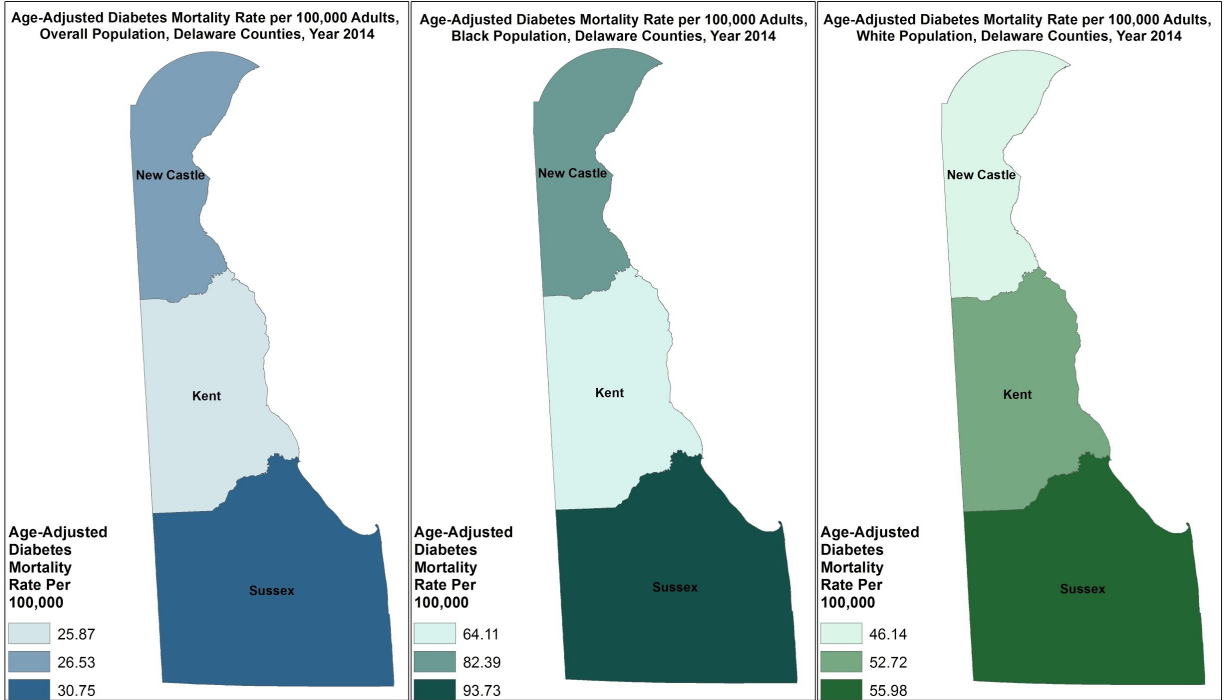 Age-Adjusted Diabetes Mortality Rate per 100,000 Adults,
Overall Population, Delaware Counties, Year 2014
New Castle
Kent
Sussex
Age-Adjusted
Diabetes
Mortality
Rate Per
100,000
25.87
26.53
30.75
Age-Adjusted Diabetes Mortality Rate per 100,000 Adults,
Black Population, Delaware Counties, Year 2014
New Castle
Kent
Sussex
Age-Adjusted
Diabetes
Mortality
Rate Per
100,000
64.11
82.39
93.73
Age-Adjusted Diabetes Mortality Rate per 100,000 Adults,
White Population, Delaware Counties, Year 2014
New Castle
Kent
Sussex
Age-Adjusted
Diabetes
Mortality
Rate Per
100,000
46.14
52.72
55.98